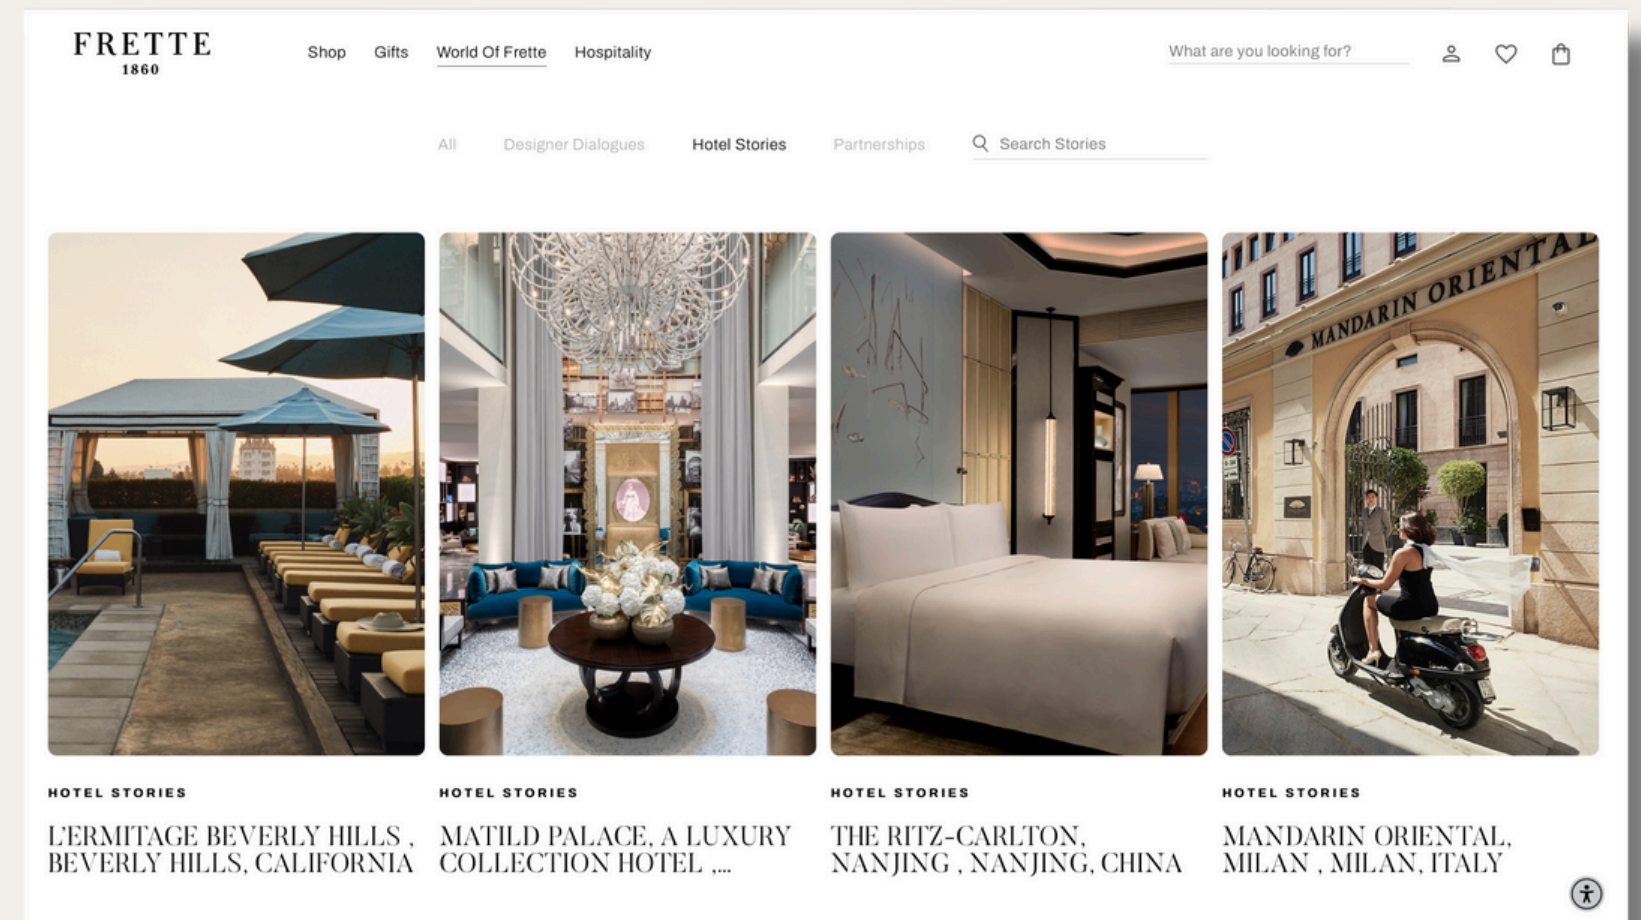 FRETTE
1860
Shop Gifts World Of Frette Hospitality
What are you looking for?
All Designer Dialogues Hotel Stories Partnerships Search Stories
MANDARIN ORIENTAL
HOTEL STORIES
L'ERMITAGE BEVERLY HILLS ,
BEVERLY HILLS, CALIFORNIA
HOTEL STORIES
MATILD PALACE, A LUXURY
COLLECTION HOTEL ,...
HOTEL STORIES
THE RITZ-CARLTON,
NANJING , NANJING, CHINA
HOTEL STORIES
MANDARIN ORIENTAL,
MILAN , MILAN, ITALY